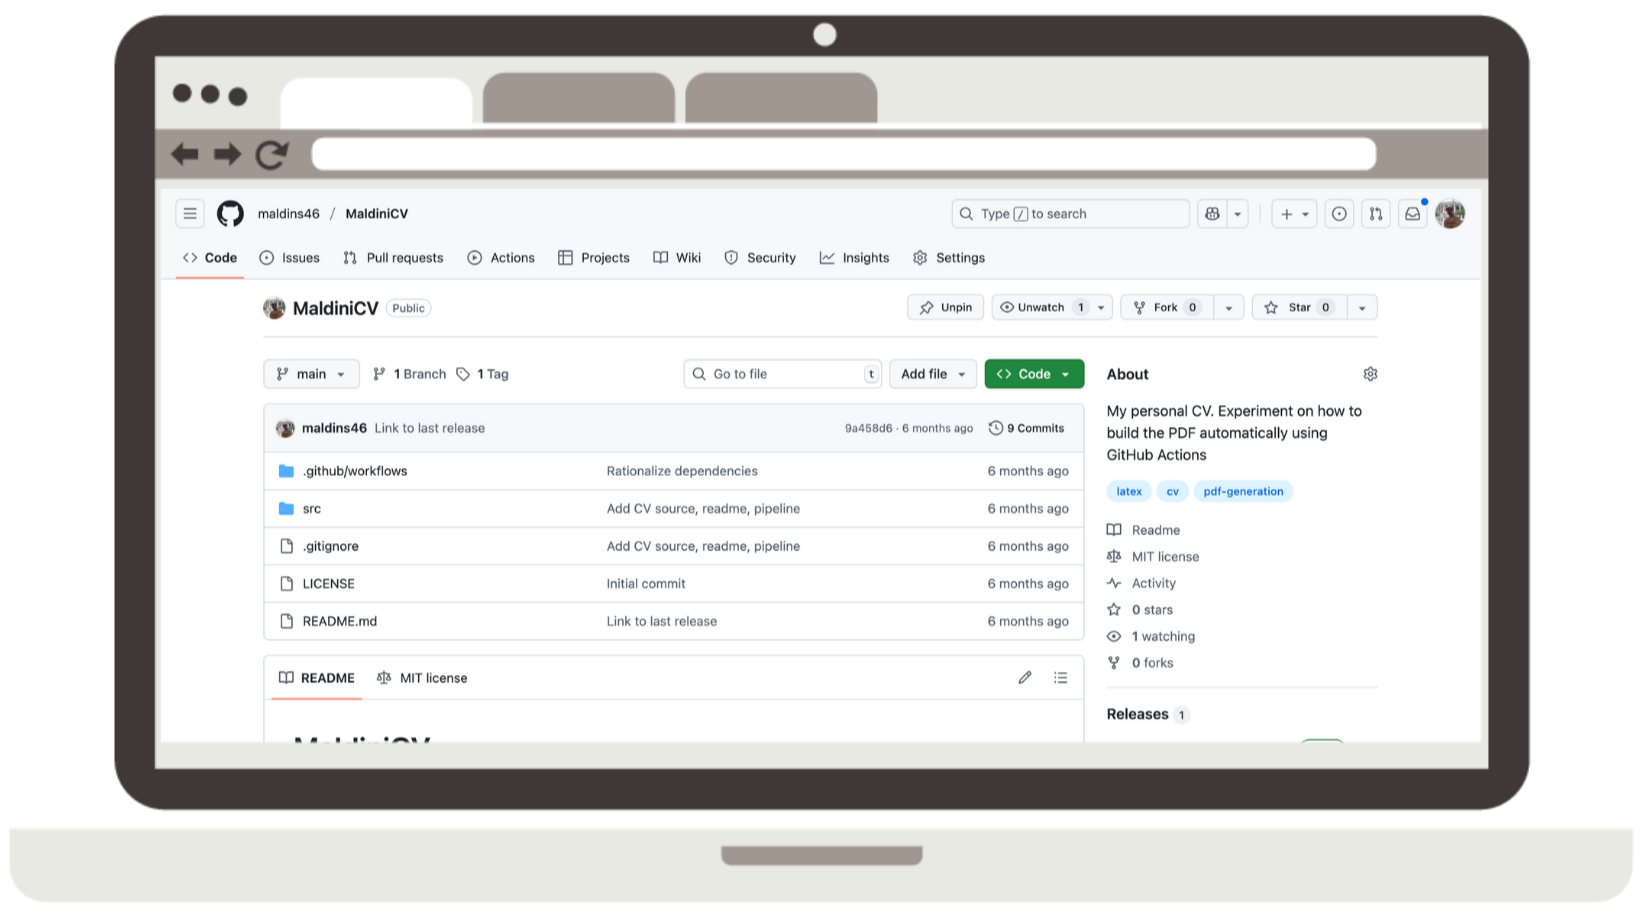 maldins46 / MaldiniCV
Type / to search
Code Issues Pull requests Actions Projects Wiki Security Insights Settings
MaldiniCV Public
Unpin Unwatch 1 Fork 0 Star 0
main 1 Branch 1 Tag
Go to file t Add file Code
maldins46 Link to last release 9a458d6 · 6 months ago 9 Commits
.github/workflows Rationalize dependencies 6 months ago
src Add CV source, readme, pipeline 6 months ago
.gitignore Add CV source, readme, pipeline 6 months ago
LICENSE Initial commit 6 months ago
README.md Link to last release 6 months ago
README MIT license
MaldiniCV
About
My personal CV. Experiment on how to
build the PDF automatically using
GitHub Actions
latex cv pdf-generation
Readme
MIT license
Activity
0 stars
1 watching
0 forks
Releases 1